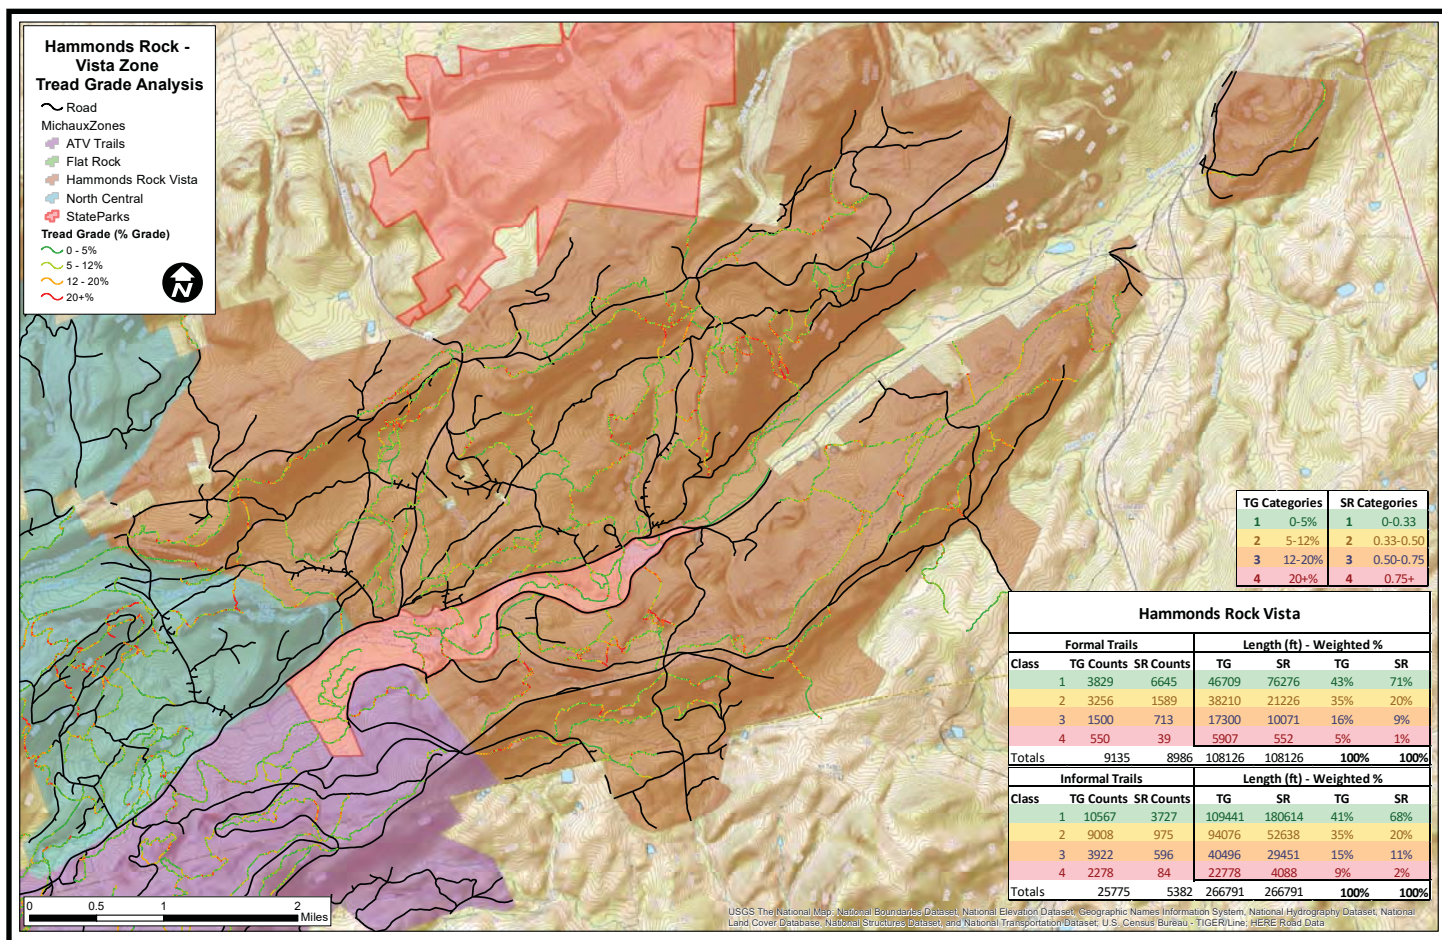 Hammonds Rock -
Vista Zone
Tread Grade Analysis
Road
MichauxZones
ATV Trails
Flat Rock
Hammonds Rock Vista
North Central
StateParks
Tread Grade (% Grade)
0 - 5%
5 - 12%
12 - 20%
20+%
N
TG Categories SR Categories
1 0-5% 1 0-0.33
2 5-12% 2 0.33-0.50
3 12-20% 3 0.50-0.75
4 20+% 4 0.75+
Hammonds Rock Vista
Formal Trails Length (ft) - Weighted %
Class TG Counts SR Counts TG SR TG SR
1 3829 6645 46709 76276 43% 71%
2 3256 1589 38210 21226 35% 20%
3 1500 713 17300 10071 16% 9%
4 550 39 5907 552 5% 1%
Totals 9135 8986 108126 108126 100% 100%
Informal Trails Length (ft) - Weighted %
Class TG Counts SR Counts TG SR TG SR
1 10567 3727 109441 180614 41% 68%
2 9008 975 94076 52638 35% 20%
3 3922 596 40496 29451 15% 11%
4 2278 84 22778 4088 9% 2%
Totals 25775 5382 266791 266791 100% 100%
0 0.5 1 2
Miles
USGS The National Map: National Boundaries Dataset, National Elevation Dataset, Geographic Names Information System, National Hydrography Dataset, National
Land Cover Database, National Structures Dataset, and National Transportation Dataset; U.S. Census Bureau - TIGER/Line; HERE Road Data